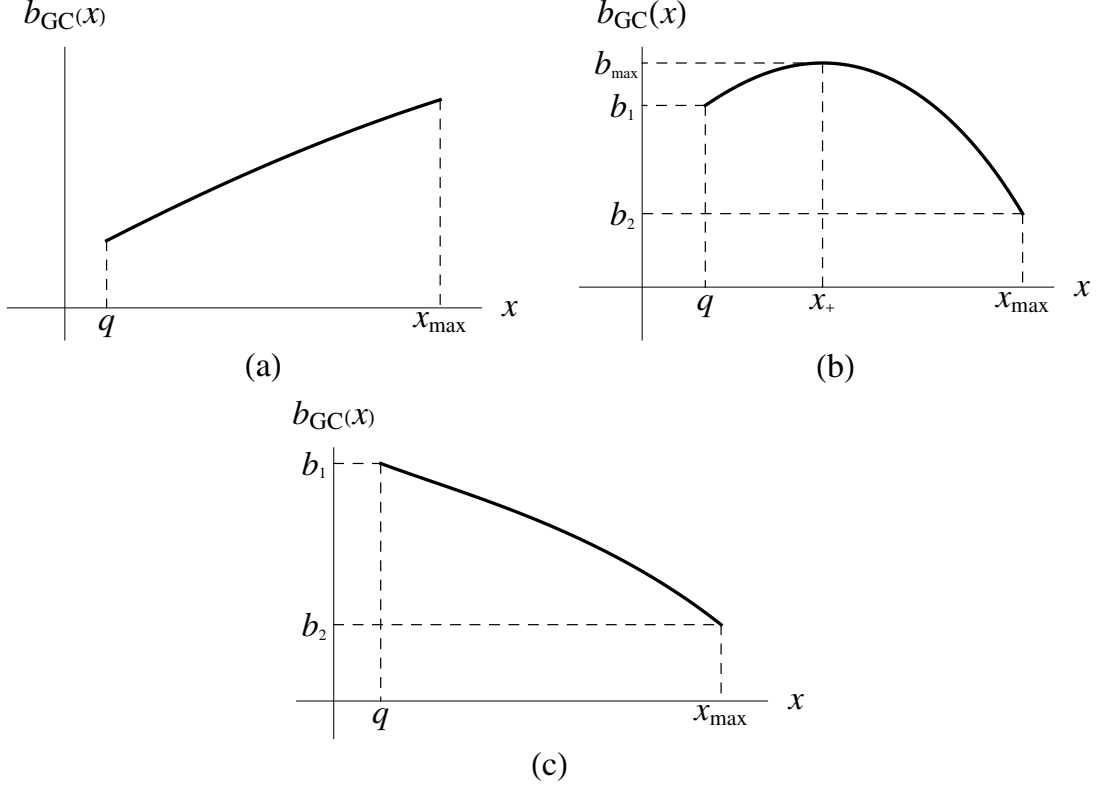 b_GC(x)
x
q
x_max
(a)
b_GC(x)
b_max
b_1
b_2
x
q
x_+
x_max
(b)
b_GC(x)
b_1
b_2
x
q
x_max
(c)